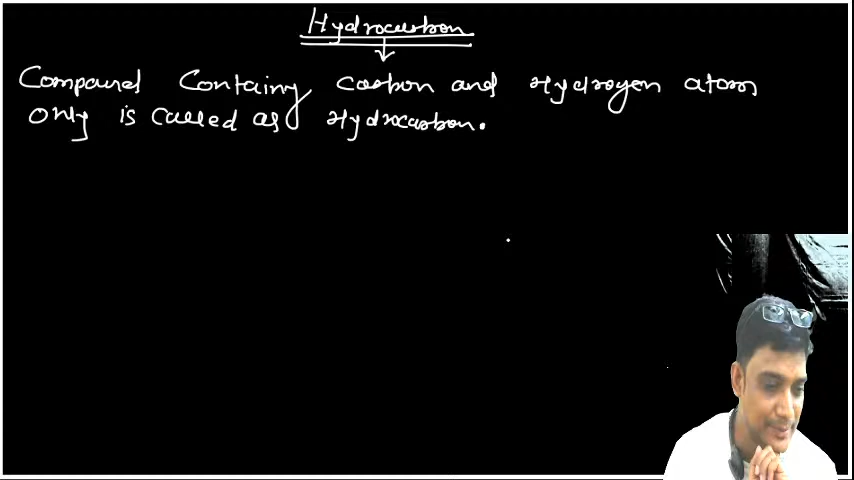 Hydrocarbon
Compound Containing Carbon and Hydrogen atom
only is called as Hydrocarbon.